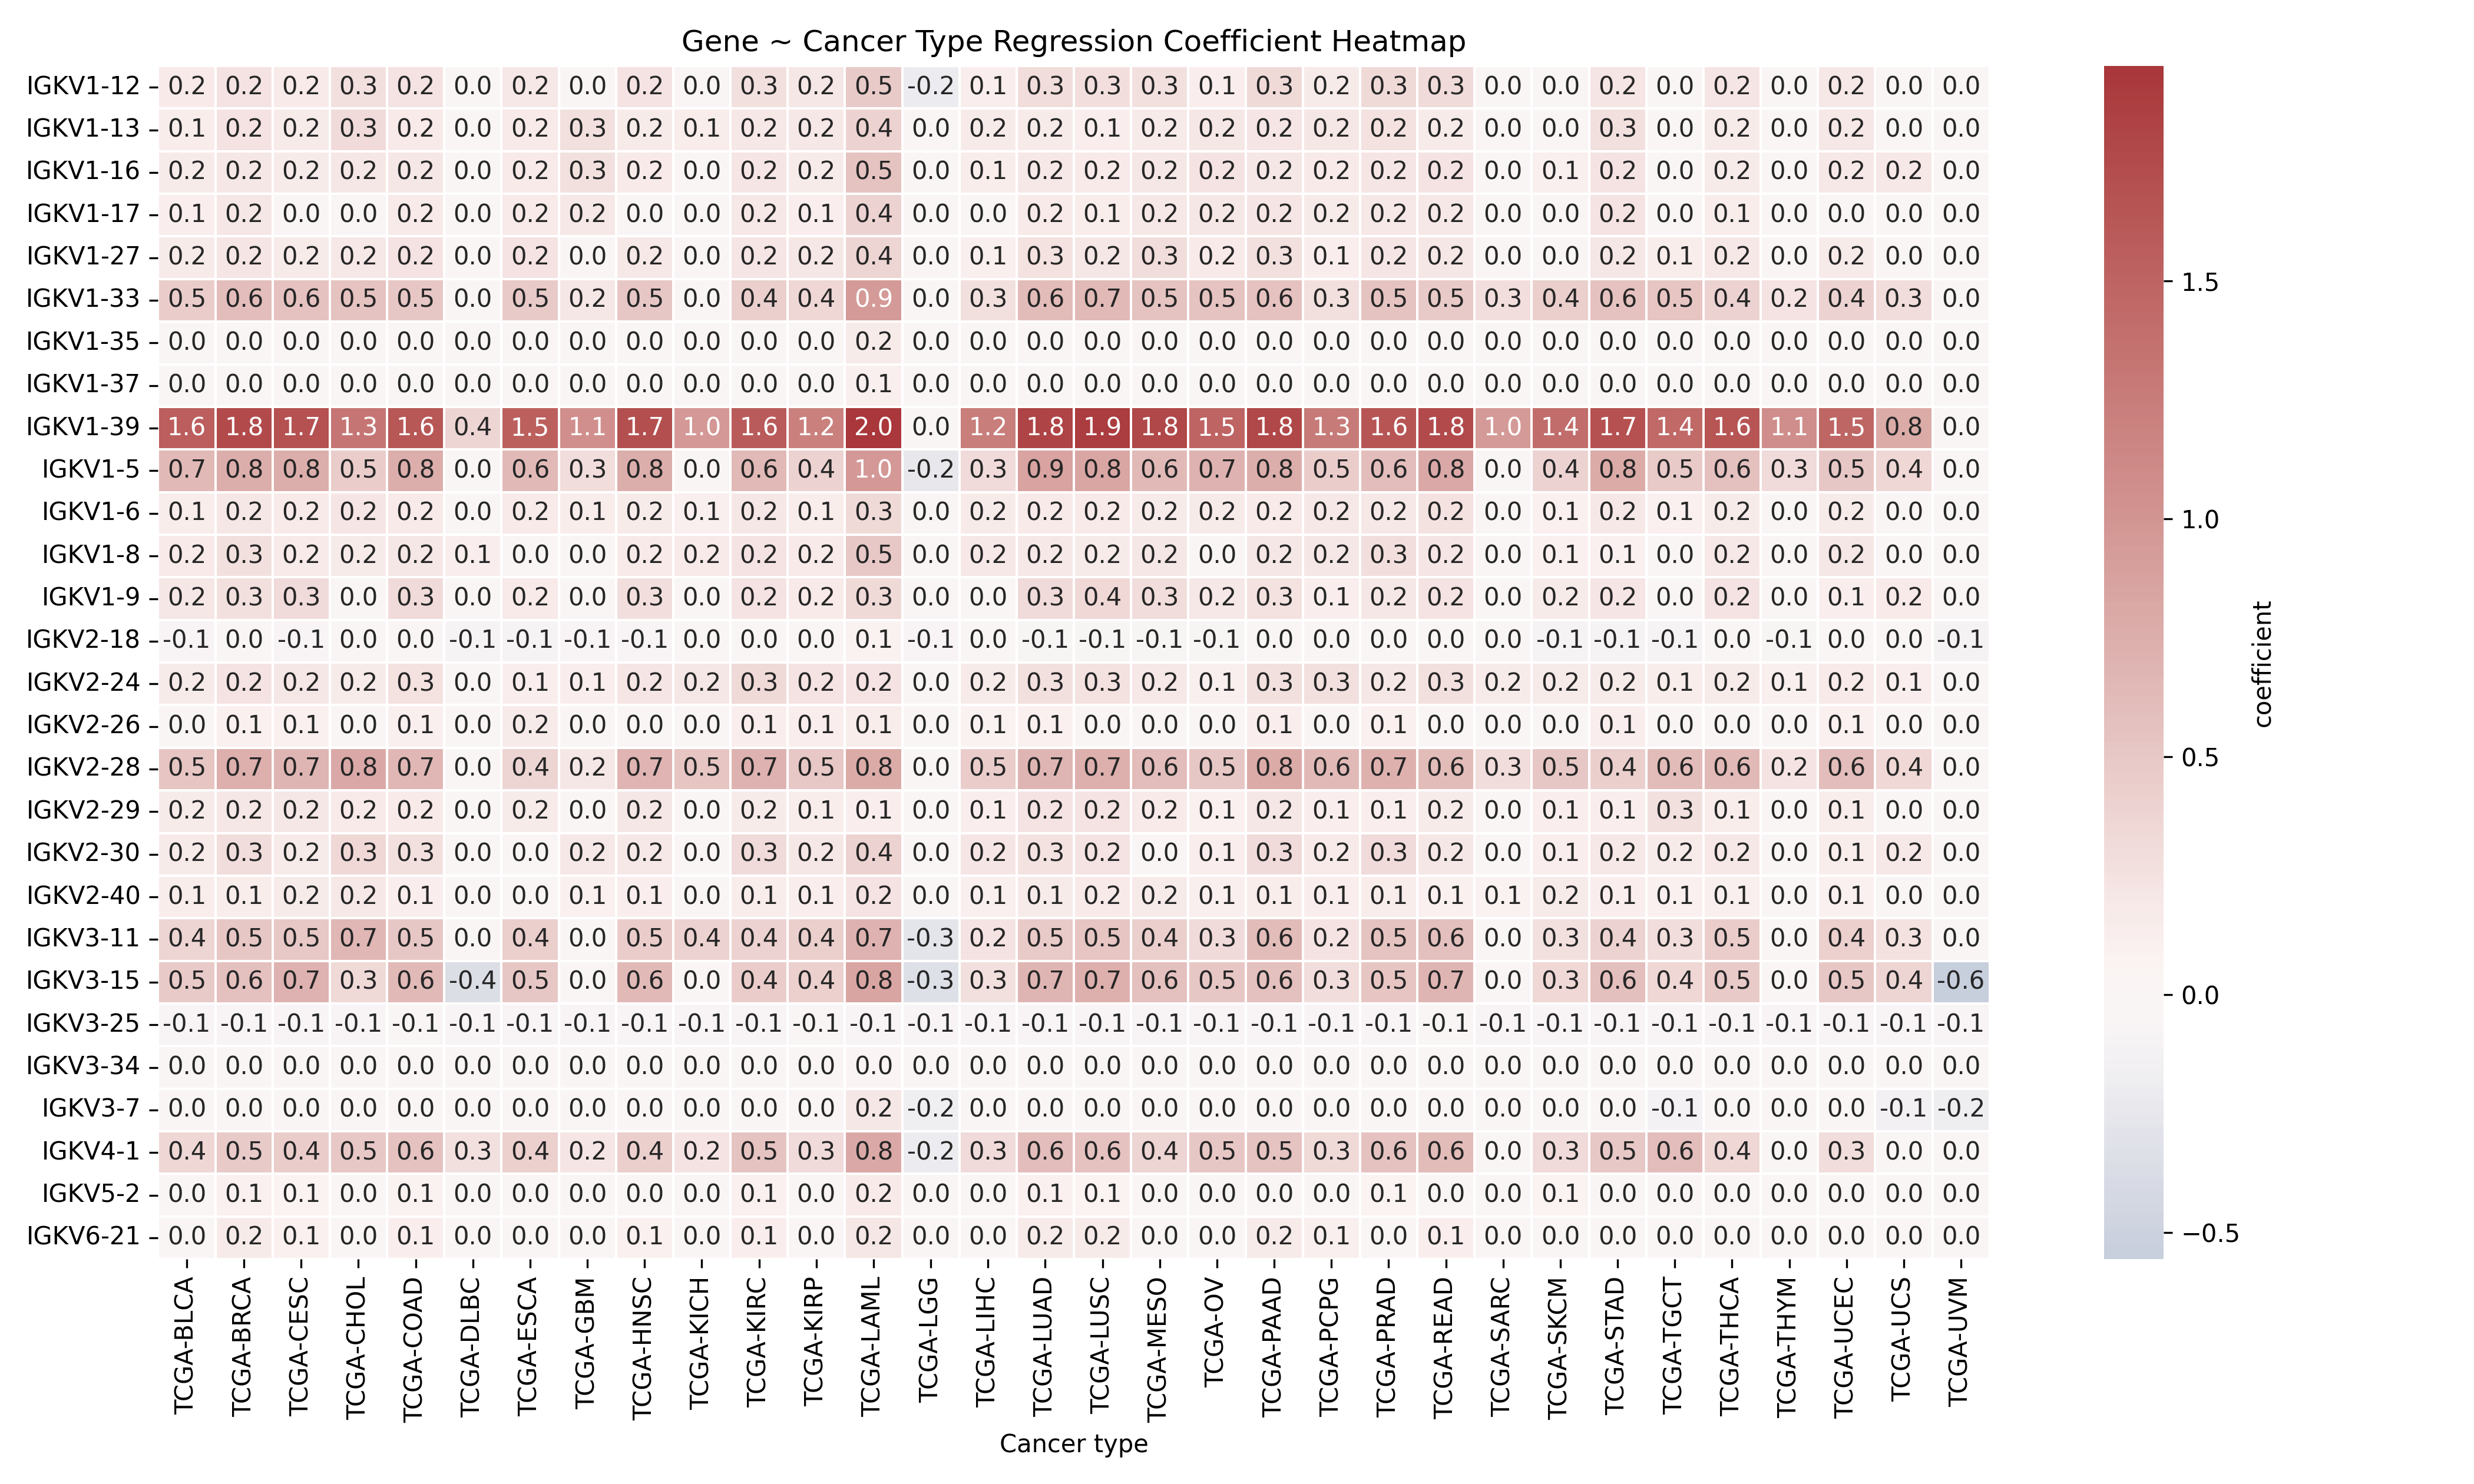 Gene ~ Cancer Type Regression Coefficient Heatmap
IGKV1-12 0.2 0.2 0.2 0.3 0.2 0.0 0.2 0.0 0.2 0.0 0.3 0.2 0.5 -0.2 0.1 0.3 0.3 0.3 0.1 0.3 0.2 0.3 0.3 0.0 0.0 0.2 0.0 0.2 0.0 0.2 0.0 0.0
IGKV1-13 0.1 0.2 0.2 0.3 0.2 0.0 0.2 0.3 0.2 0.1 0.2 0.2 0.4 0.0 0.2 0.2 0.1 0.2 0.2 0.2 0.2 0.2 0.2 0.0 0.0 0.3 0.0 0.2 0.0 0.2 0.0 0.0
IGKV1-16 0.2 0.2 0.2 0.2 0.2 0.0 0.2 0.3 0.2 0.0 0.2 0.2 0.5 0.0 0.1 0.2 0.2 0.2 0.2 0.2 0.2 0.2 0.2 0.0 0.1 0.2 0.0 0.2 0.0 0.2 0.2 0.0
IGKV1-17 0.1 0.2 0.0 0.0 0.2 0.0 0.2 0.2 0.0 0.0 0.2 0.1 0.4 0.0 0.0 0.2 0.1 0.2 0.2 0.2 0.2 0.2 0.2 0.0 0.0 0.2 0.0 0.1 0.0 0.0 0.0 0.0
IGKV1-27 0.2 0.2 0.2 0.2 0.2 0.0 0.2 0.0 0.2 0.0 0.2 0.2 0.4 0.0 0.1 0.3 0.2 0.3 0.2 0.3 0.1 0.2 0.2 0.0 0.0 0.2 0.1 0.2 0.0 0.2 0.0 0.0
IGKV1-33 0.5 0.6 0.6 0.5 0.5 0.0 0.5 0.2 0.5 0.0 0.4 0.4 0.9 0.0 0.3 0.6 0.7 0.5 0.5 0.6 0.3 0.5 0.5 0.3 0.4 0.6 0.5 0.4 0.2 0.4 0.3 0.0
IGKV1-35 0.0 0.0 0.0 0.0 0.0 0.0 0.0 0.0 0.0 0.0 0.0 0.0 0.2 0.0 0.0 0.0 0.0 0.0 0.0 0.0 0.0 0.0 0.0 0.0 0.0 0.0 0.0 0.0 0.0 0.0 0.0 0.0
IGKV1-37 0.0 0.0 0.0 0.0 0.0 0.0 0.0 0.0 0.0 0.0 0.0 0.0 0.1 0.0 0.0 0.0 0.0 0.0 0.0 0.0 0.0 0.0 0.0 0.0 0.0 0.0 0.0 0.0 0.0 0.0 0.0 0.0
IGKV1-39 1.6 1.8 1.7 1.3 1.6 0.4 1.5 1.1 1.7 1.0 1.6 1.2 2.0 0.0 1.2 1.8 1.9 1.8 1.5 1.8 1.3 1.6 1.8 1.0 1.4 1.7 1.4 1.6 1.1 1.5 0.8 0.0
IGKV1-5 0.7 0.8 0.8 0.5 0.8 0.0 0.6 0.3 0.8 0.0 0.6 0.4 1.0 -0.2 0.3 0.9 0.8 0.6 0.7 0.8 0.5 0.6 0.8 0.0 0.4 0.8 0.5 0.6 0.3 0.5 0.4 0.0
IGKV1-6 0.1 0.2 0.2 0.2 0.2 0.0 0.2 0.1 0.2 0.1 0.2 0.1 0.3 0.0 0.2 0.2 0.2 0.2 0.2 0.2 0.2 0.2 0.2 0.0 0.1 0.2 0.1 0.2 0.0 0.2 0.0 0.0
IGKV1-8 0.2 0.3 0.2 0.2 0.2 0.1 0.0 0.0 0.2 0.2 0.2 0.2 0.5 0.0 0.2 0.2 0.2 0.2 0.0 0.2 0.2 0.3 0.2 0.0 0.1 0.1 0.0 0.2 0.0 0.2 0.0 0.0
IGKV1-9 0.2 0.3 0.3 0.0 0.3 0.0 0.2 0.0 0.3 0.0 0.2 0.2 0.3 0.0 0.0 0.3 0.4 0.3 0.2 0.3 0.1 0.2 0.2 0.0 0.2 0.2 0.0 0.2 0.0 0.1 0.2 0.0
IGKV2-18 -0.1 0.0 -0.1 0.0 0.0 -0.1 -0.1 -0.1 -0.1 0.0 0.0 0.0 0.1 -0.1 0.0 -0.1 -0.1 -0.1 -0.1 0.0 0.0 0.0 0.0 0.0 -0.1 -0.1 -0.1 0.0 -0.1 0.0 0.0 -0.1
IGKV2-24 0.2 0.2 0.2 0.2 0.3 0.0 0.1 0.1 0.2 0.2 0.3 0.2 0.2 0.0 0.2 0.3 0.3 0.2 0.1 0.3 0.3 0.2 0.3 0.2 0.2 0.2 0.1 0.2 0.1 0.2 0.1 0.0
IGKV2-26 0.0 0.1 0.1 0.0 0.1 0.2 0.0 0.0 0.0 0.1 0.1 0.1 0.0 0.1 0.1 0.0 0.0 0.0 0.1 0.0 0.1 0.0 0.0 0.0 0.1 0.0 0.0 0.0 0.1 0.0 0.0
IGKV2-28 0.5 0.7 0.7 0.8 0.7 0.0 0.4 0.2 0.7 0.5 0.7 0.5 0.8 0.0 0.5 0.7 0.7 0.6 0.5 0.8 0.6 0.7 0.6 0.3 0.5 0.4 0.6 0.6 0.2 0.6 0.4 0.0
IGKV2-29 0.2 0.2 0.2 0.2 0.2 0.0 0.2 0.0 0.2 0.0 0.2 0.1 0.1 0.0 0.1 0.2 0.2 0.2 0.1 0.2 0.1 0.1 0.2 0.0 0.1 0.1 0.3 0.1 0.0 0.1 0.0 0.0
IGKV2-30 0.2 0.3 0.2 0.3 0.3 0.0 0.0 0.2 0.2 0.0 0.3 0.2 0.4 0.0 0.2 0.3 0.2 0.0 0.1 0.3 0.2 0.3 0.2 0.0 0.1 0.2 0.2 0.2 0.0 0.1 0.2 0.0
IGKV2-40 0.1 0.1 0.2 0.2 0.1 0.0 0.0 0.1 0.1 0.0 0.1 0.1 0.2 0.0 0.1 0.1 0.2 0.2 0.1 0.1 0.1 0.1 0.1 0.1 0.2 0.1 0.1 0.1 0.0 0.1 0.0 0.0
IGKV3-11 0.4 0.5 0.5 0.7 0.5 0.0 0.4 0.0 0.5 0.4 0.4 0.4 0.7 -0.3 0.2 0.5 0.5 0.4 0.3 0.6 0.2 0.5 0.6 0.0 0.3 0.4 0.3 0.5 0.0 0.4 0.3 0.0
IGKV3-15 0.5 0.6 0.7 0.3 0.6 -0.4 0.5 0.0 0.6 0.0 0.4 0.4 0.8 -0.3 0.3 0.7 0.7 0.6 0.5 0.6 0.3 0.5 0.7 0.0 0.3 0.6 0.4 0.5 0.0 0.5 0.4 -0.6
IGKV3-25 -0.1 -0.1 -0.1 -0.1 -0.1 -0.1 -0.1 -0.1 -0.1 -0.1 -0.1 -0.1 -0.1 -0.1 -0.1 -0.1 -0.1 -0.1 -0.1 -0.1 -0.1 -0.1 -0.1 -0.1 -0.1 -0.1 -0.1 -0.1 -0.1 -0.1 -0.1 -0.1
IGKV3-34 0.0 0.0 0.0 0.0 0.0 0.0 0.0 0.0 0.0 0.0 0.0 0.0 0.0 0.0 0.0 0.0 0.0 0.0 0.0 0.0 0.0 0.0 0.0 0.0 0.0 0.0 0.0 0.0 0.0 0.0 0.0 0.0
IGKV3-7 0.0 0.0 0.0 0.0 0.0 0.0 0.0 0.0 0.0 0.0 0.0 0.0 0.2 -0.2 0.0 0.0 0.0 0.0 0.0 0.0 0.0 0.0 0.0 0.0 0.0 0.0 -0.1 0.0 0.0 0.0 -0.1 -0.2
IGKV4-1 0.4 0.5 0.4 0.5 0.6 0.3 0.4 0.2 0.4 0.2 0.5 0.3 0.8 -0.2 0.3 0.6 0.6 0.4 0.5 0.5 0.3 0.6 0.6 0.0 0.3 0.5 0.6 0.4 0.0 0.3 0.0 0.0
IGKV5-2 0.0 0.1 0.1 0.0 0.1 0.0 0.0 0.0 0.0 0.0 0.1 0.0 0.2 0.0 0.0 0.1 0.1 0.0 0.0 0.0 0.0 0.1 0.0 0.0 0.1 0.0 0.0 0.0 0.0 0.0 0.0 0.0
IGKV6-21 0.0 0.2 0.1 0.0 0.1 0.0 0.0 0.0 0.1 0.0 0.1 0.0 0.2 0.0 0.0 0.2 0.2 0.0 0.0 0.2 0.1 0.0 0.1 0.0 0.0 0.0 0.0 0.0 0.0 0.0 0.0 0.0
TCGA-BLCA TCGA-BRCA TCGA-CESC TCGA-CHOL TCGA-COAD TCGA-DLBC TCGA-ESCA TCGA-GBM TCGA-HNSC TCGA-KICH TCGA-KIRC TCGA-KIRP TCGA-LAML TCGA-LGG TCGA-LIHC TCGA-LUAD TCGA-LUSC TCGA-MESO TCGA-OV TCGA-PAAD TCGA-PCPG TCGA-PRAD TCGA-READ TCGA-SARC TCGA-SKCM TCGA-STAD TCGA-TGCT TCGA-THCA TCGA-THYM TCGA-UCEC TCGA-UCS TCGA-UVM
Cancer type
1.5
1.0
0.5
0.0
−0.5
coefficient